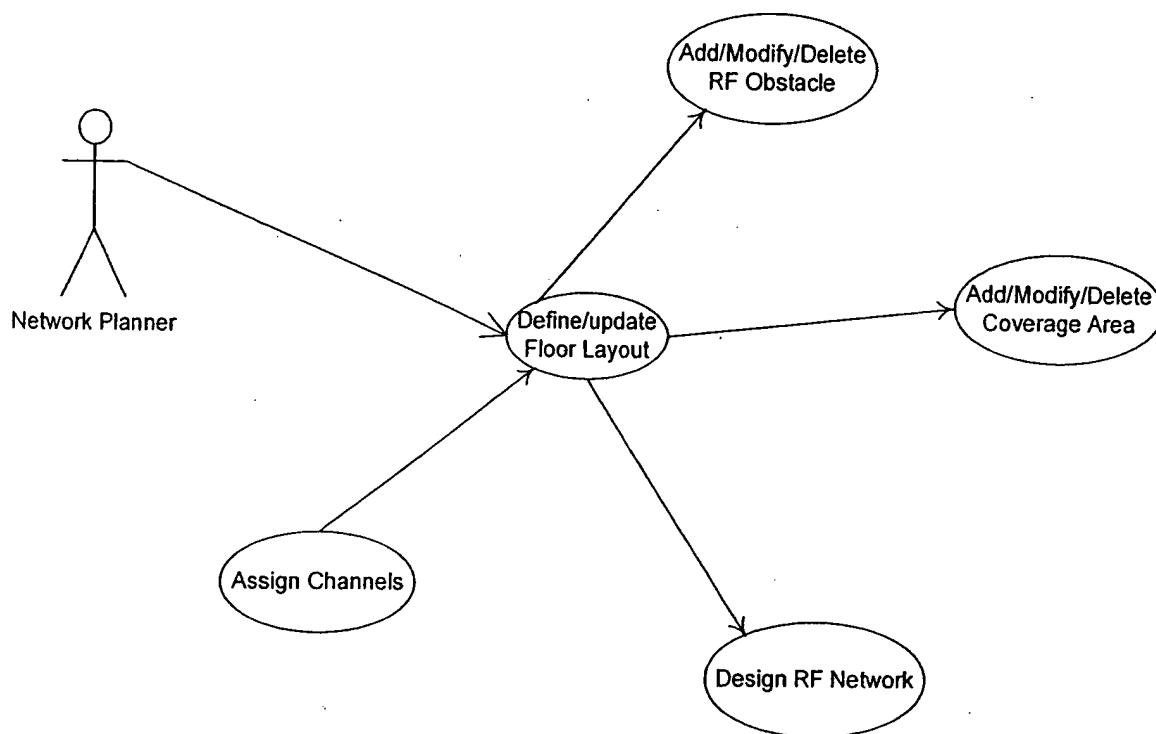 Add/Modify/Delete
RF Obstacle
Network Planner
Define/update
Floor Layout
Add/Modify/Delete
Coverage Area
Assign Channels
Design RF Network